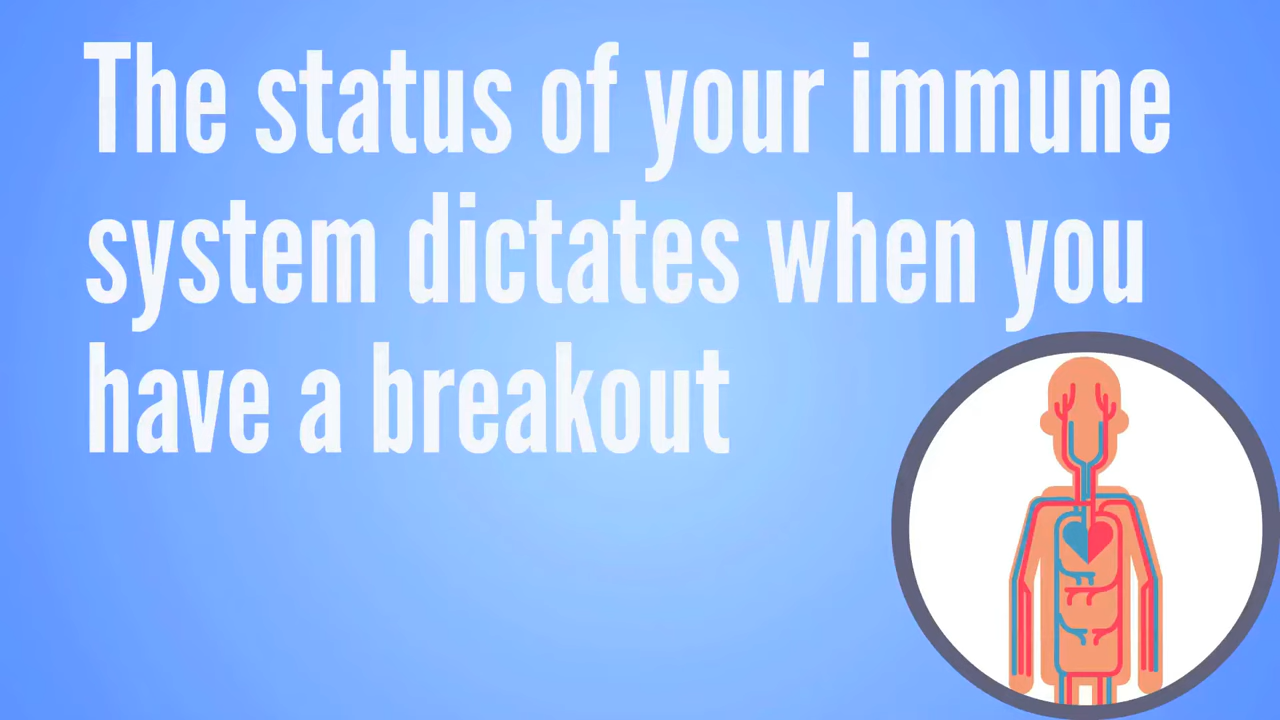 The status of your immune
system dictates when you
have a breakout